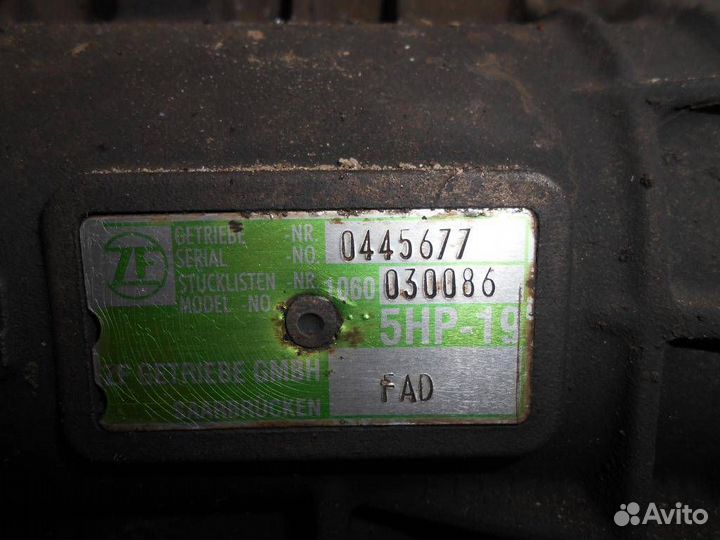 ZF
GETRIEBE -NR. 0445677
SERIAL -NO.
STÜCKLISTEN -NR. 1060 030086
MODEL NO.
5HP-19
ZF GETRIEBE GMBH
SAARBRÜCKEN
FAD
Avito